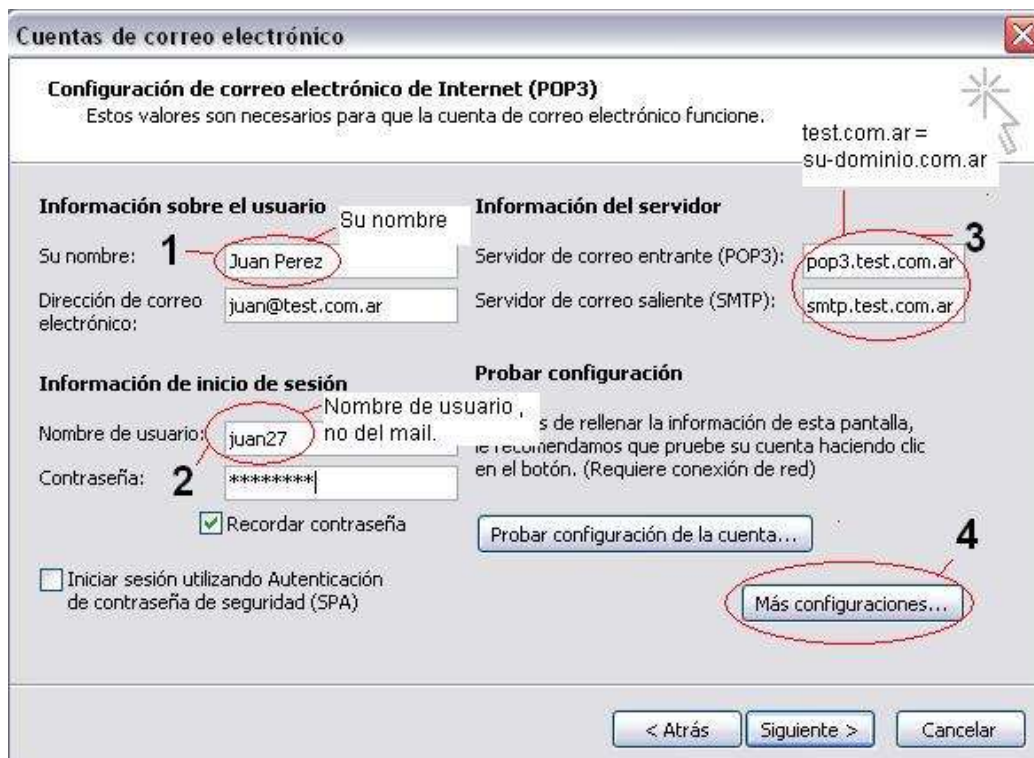 Cuentas de correo electrónico
Configuración de correo electrónico de Internet (POP3)
Estos valores son necesarios para que la cuenta de correo electrónico funcione.
test.com.ar =
su-dominio.com.ar
Información sobre el usuario
Su nombre
Su nombre:
1
Juan Perez
Dirección de correo
electrónico:
juan@test.com.ar
Información del servidor
3
Servidor de correo entrante (POP3):
pop3.test.com.ar
Servidor de correo saliente (SMTP):
smtp.test.com.ar
Información de inicio de sesión
Nombre de usuario,
no del mail.
Nombre de usuario:
juan27
2
Contraseña:
********
Recordar contraseña
Iniciar sesión utilizando Autenticación
de contraseña de seguridad (SPA)
Probar configuración
de rellenar la información de esta pantalla,
le recomendamos que pruebe su cuenta haciendo clic
en el botón. (Requiere conexión de red)
Probar configuración de la cuenta...
4
Más configuraciones...
< Atrás
Siguiente >
Cancelar